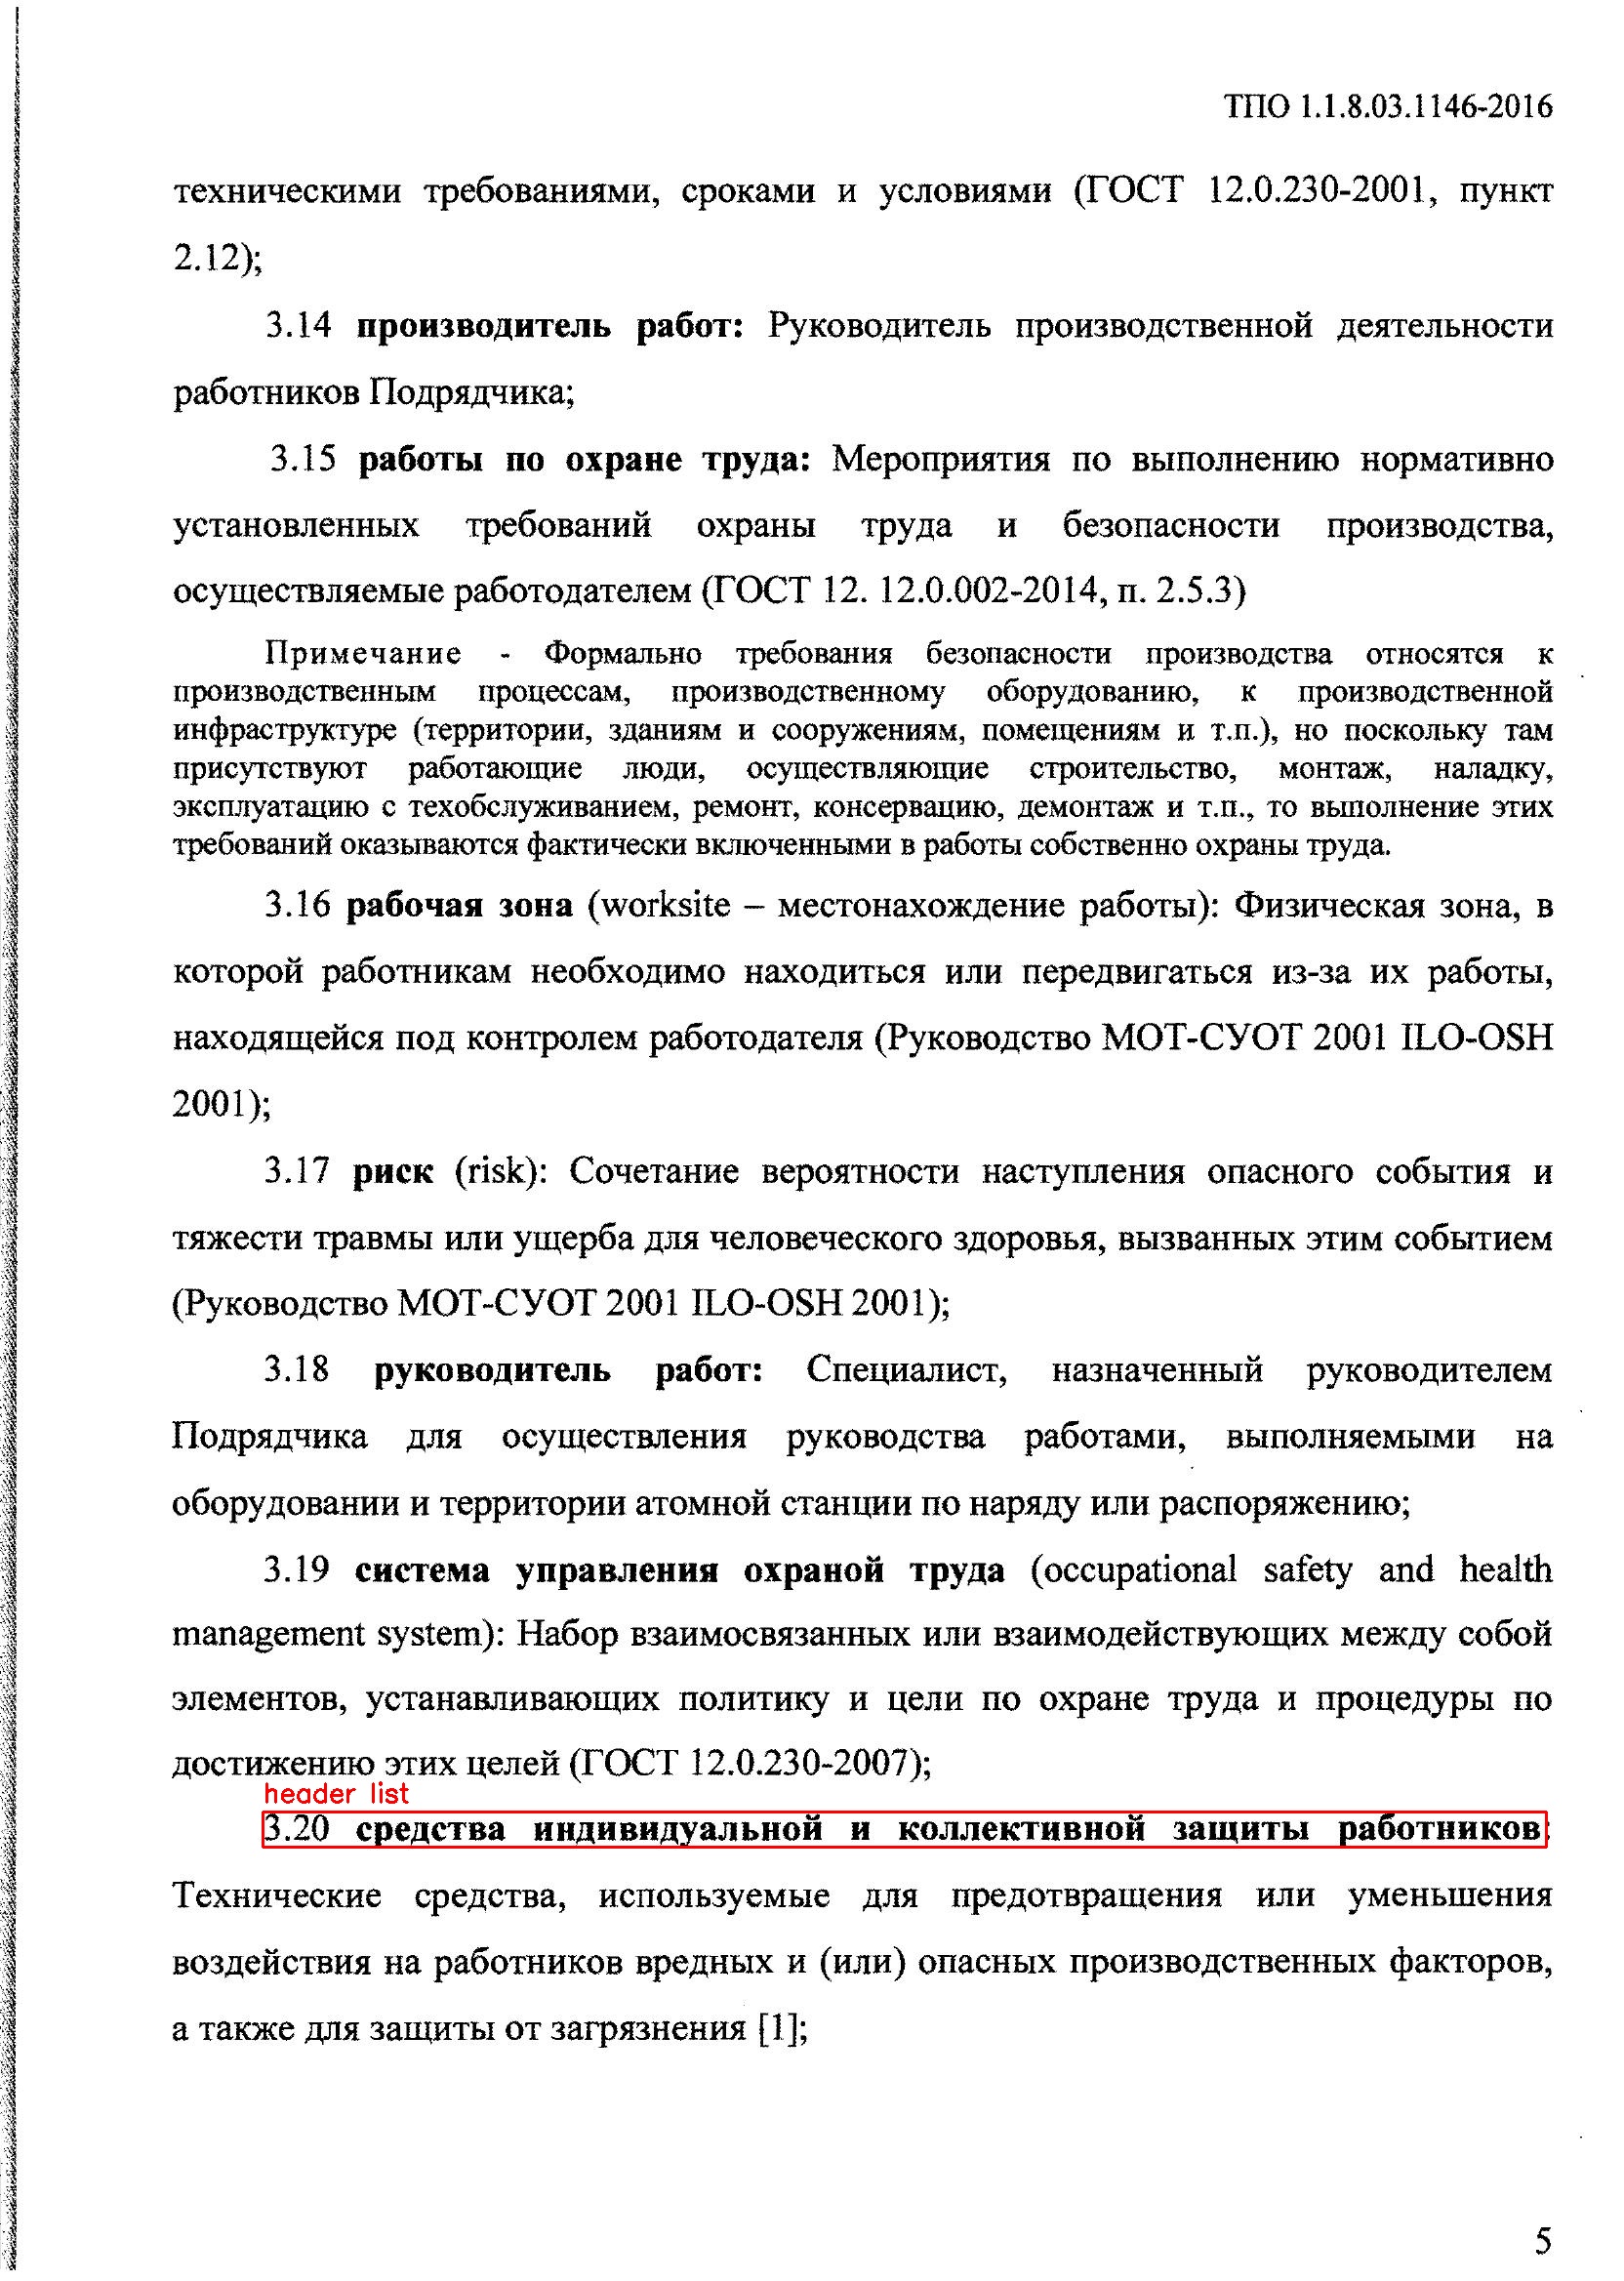 ТПО 1.1.8.03.1146-2016
техническими требованиями, сроками и условиями (ГОСТ 12.0.230-2001, пункт
2.12);
3.14 производитель работ: Руководитель производственной деятельности
работников Подрядчика;
3.15 работы по охране труда: Мероприятия по выполнению нормативно
установленных требований охраны труда и безопасности производства,
осуществляемые работодателем (ГОСТ 12. 12.0.002-2014, п. 2.5.3)
Примечание - Формально требования безопасности производства относятся к
производственным процессам, производственному оборудованию, к производственной
инфраструктуре (территории, зданиям и сооружениям, помещениям и т.п.), но поскольку там
присутствуют работающие люди, осуществляющие строительство, монтаж, наладку,
эксплуатацию с техобслуживанием, ремонт, консервацию, демонтаж и т.п., то выполнение этих
требований оказываются фактически включенными в работы собственно охраны труда.
3.16 рабочая зона (worksite – местонахождение работы): Физическая зона, в
которой работникам необходимо находиться или передвигаться из-за их работы,
находящейся под контролем работодателя (Руководство МОТ-СУОТ 2001 ILO-OSH
2001);
3.17 риск (risk): Сочетание вероятности наступления опасного события и
тяжести травмы или ущерба для человеческого здоровья, вызванных этим событием
(Руководство МОТ-СУОТ 2001 ILO-OSH 2001);
3.18 руководитель работ: Специалист, назначенный руководителем
Подрядчика для осуществления руководства работами, выполняемыми на
оборудовании и территории атомной станции по наряду или распоряжению;
3.19 система управления охраной труда (occupational safety and health
management system): Набор взаимосвязанных или взаимодействующих между собой
элементов, устанавливающих политику и цели по охране труда и процедуры по
достижению этих целей (ГОСТ 12.0.230-2007);
header list
3.20 средства индивидуальной и коллективной защиты работников:
Технические средства, используемые для предотвращения или уменьшения
воздействия на работников вредных и (или) опасных производственных факторов,
а также для защиты от загрязнения [1];
5